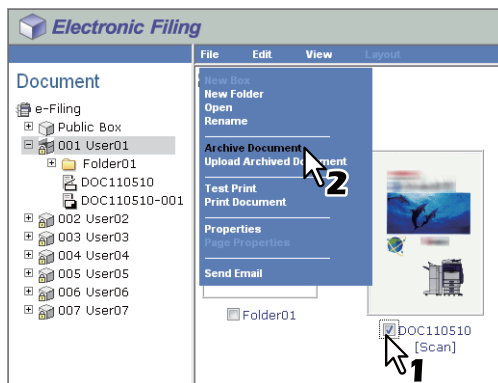 Electronic Filing
File Edit View Layout
Document
e-Filing
Public Box
001 User01
Folder01
DOC110510
DOC110510-001
002 User02
003 User03
004 User04
005 User05
006 User06
007 User07
New Box
New Folder
Open
Rename
Archive Document
Upload Archived Document
Test Print
Print Document
Properties
Page Properties
Send Email
2
Folder01
DOC110510
[Scan]
1